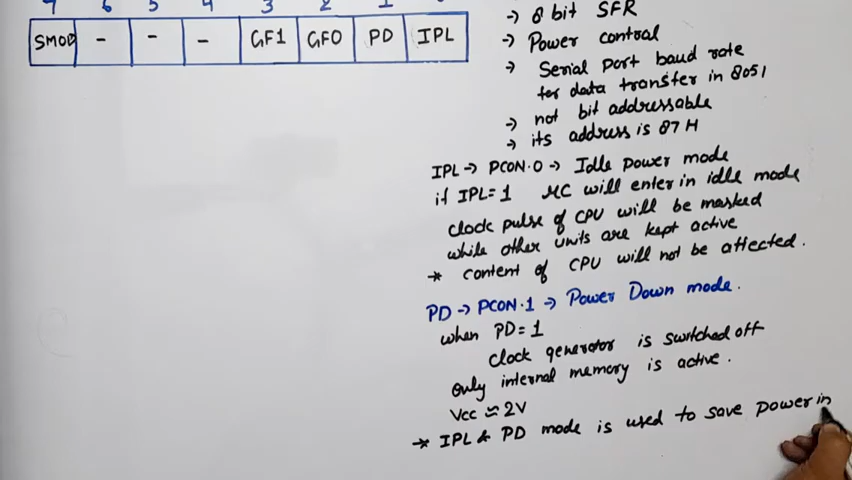 7 6 5 4 3 2 1
SMOD - - - GF1 GF0 PD IPL
→ 8 bit SFR
→ Power control
→ Serial port baud rate
for data transfer in 8051
→ not bit addressable
→ its address is 87H
IPL → PCON.0 → Idle power mode
if IPL=1 MC will enter in idle mode
clock pulse of CPU will be masked
while other units are kept active
* content of CPU will not be affected.
PD → PCON.1 → Power Down mode.
when PD=1
clock generator is switched off
only internal memory is active.
Vcc ≃ 2V
* IPL & PD mode is used to save power in